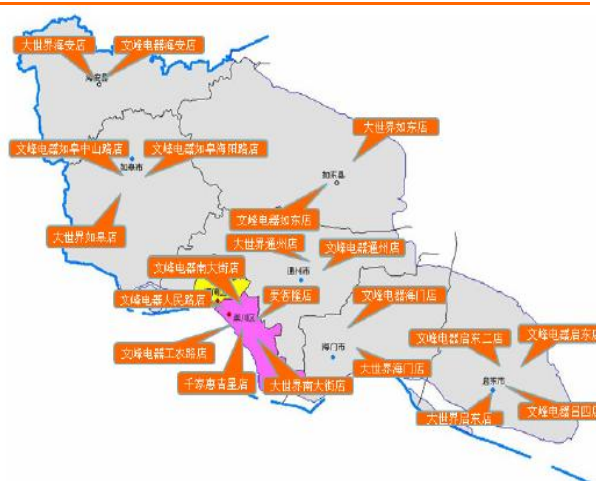 大世界海安店
文峰电器海安店
海安县
大世界如东店
文峰电器如皋中山路店
文峰电器如皋海阳路店
如皋市
如东县
文峰电器如东店
大世界如皋店
大世界通州店
文峰电器通州店
文峰电器南大街店
通州市
文峰电器人民路店
麦客隆店
文峰电器海门店
崇川区
文峰电器启东二店
文峰电器启东店
文峰电器工农路店
海门市
大世界海门店
千家惠吉星店
大世界南大街店
启东市
大世界启东店
文峰电器吕四店